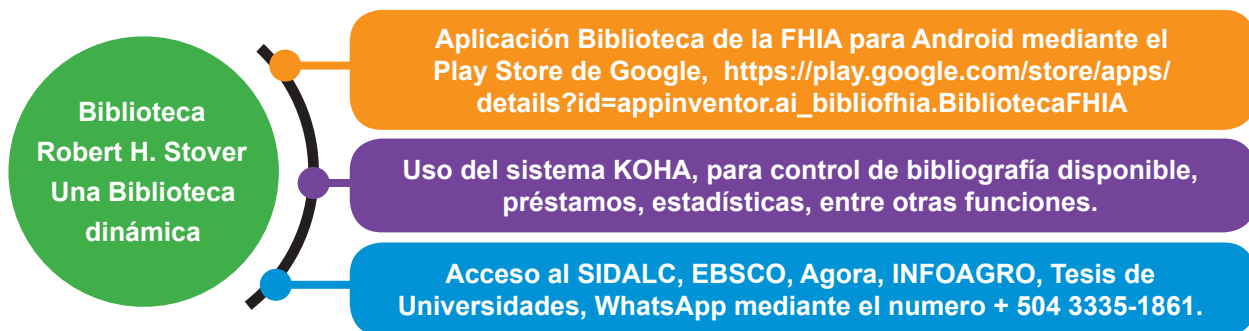 Biblioteca
Robert H. Stover
Una Biblioteca
dinámica
Aplicación Biblioteca de la FHIA para Android mediante el
Play Store de Google, https://play.google.com/store/apps/
details?id=appinventor.ai_bibliofhia.BibliotecaFHIA
Uso del sistema KOHA, para control de bibliografía disponible,
préstamos, estadísticas, entre otras funciones.
Acceso al SIDALC, EBSCO, Agora, INFOAGRO, Tesis de
Universidades, WhatsApp mediante el numero + 504 3335-1861.